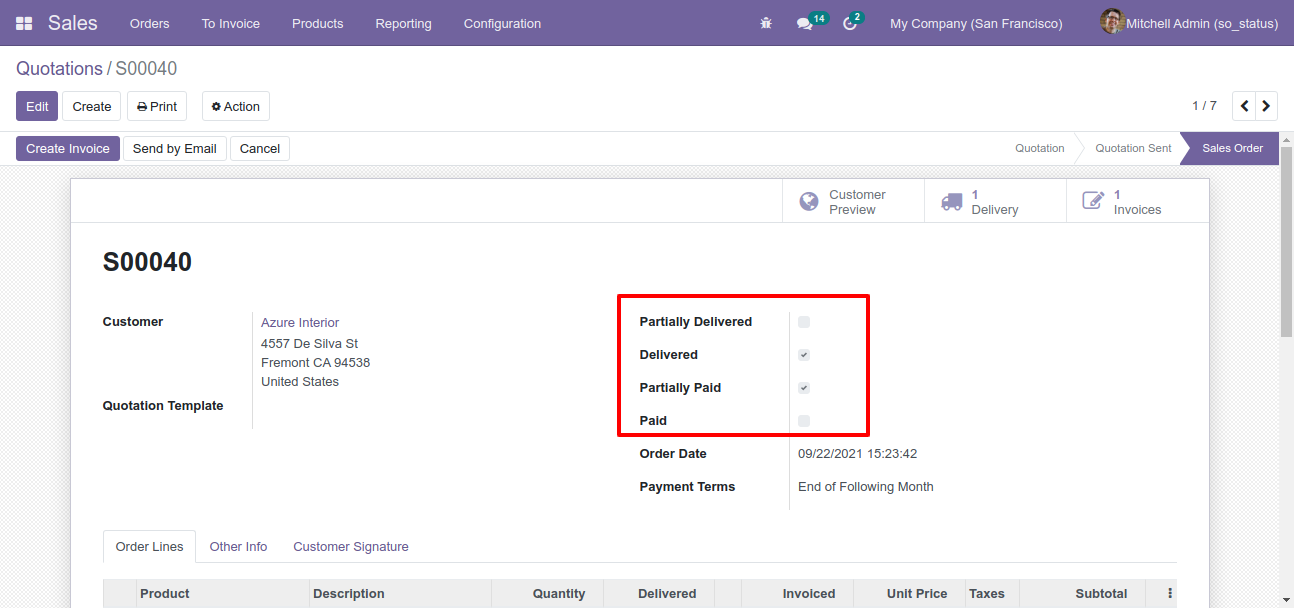 Sales Orders To Invoice Products Reporting Configuration 14 2 My Company (San Francisco) Mitchell Admin (so_status)
Quotations / S00040
Edit Create Print Action 1 / 7
Create Invoice Send by Email Cancel Quotation Quotation Sent Sales Order
Customer Preview
1 Delivery
1 Invoices
S00040
Customer Azure Interior
4557 De Silva St
Fremont CA 94538
United States
Quotation Template
Partially Delivered
Delivered
Partially Paid
Paid
Order Date 09/22/2021 15:23:42
Payment Terms End of Following Month
Order Lines Other Info Customer Signature
Product Description Quantity Delivered Invoiced Unit Price Taxes Subtotal